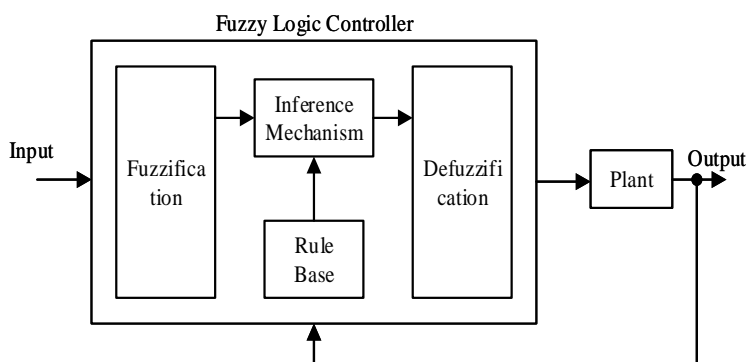 Fuzzy Logic Controller
Input
Fuzzifica
tion
Inference
Mechanism
Rule
Base
Defuzzifi
cation
Plant
Output